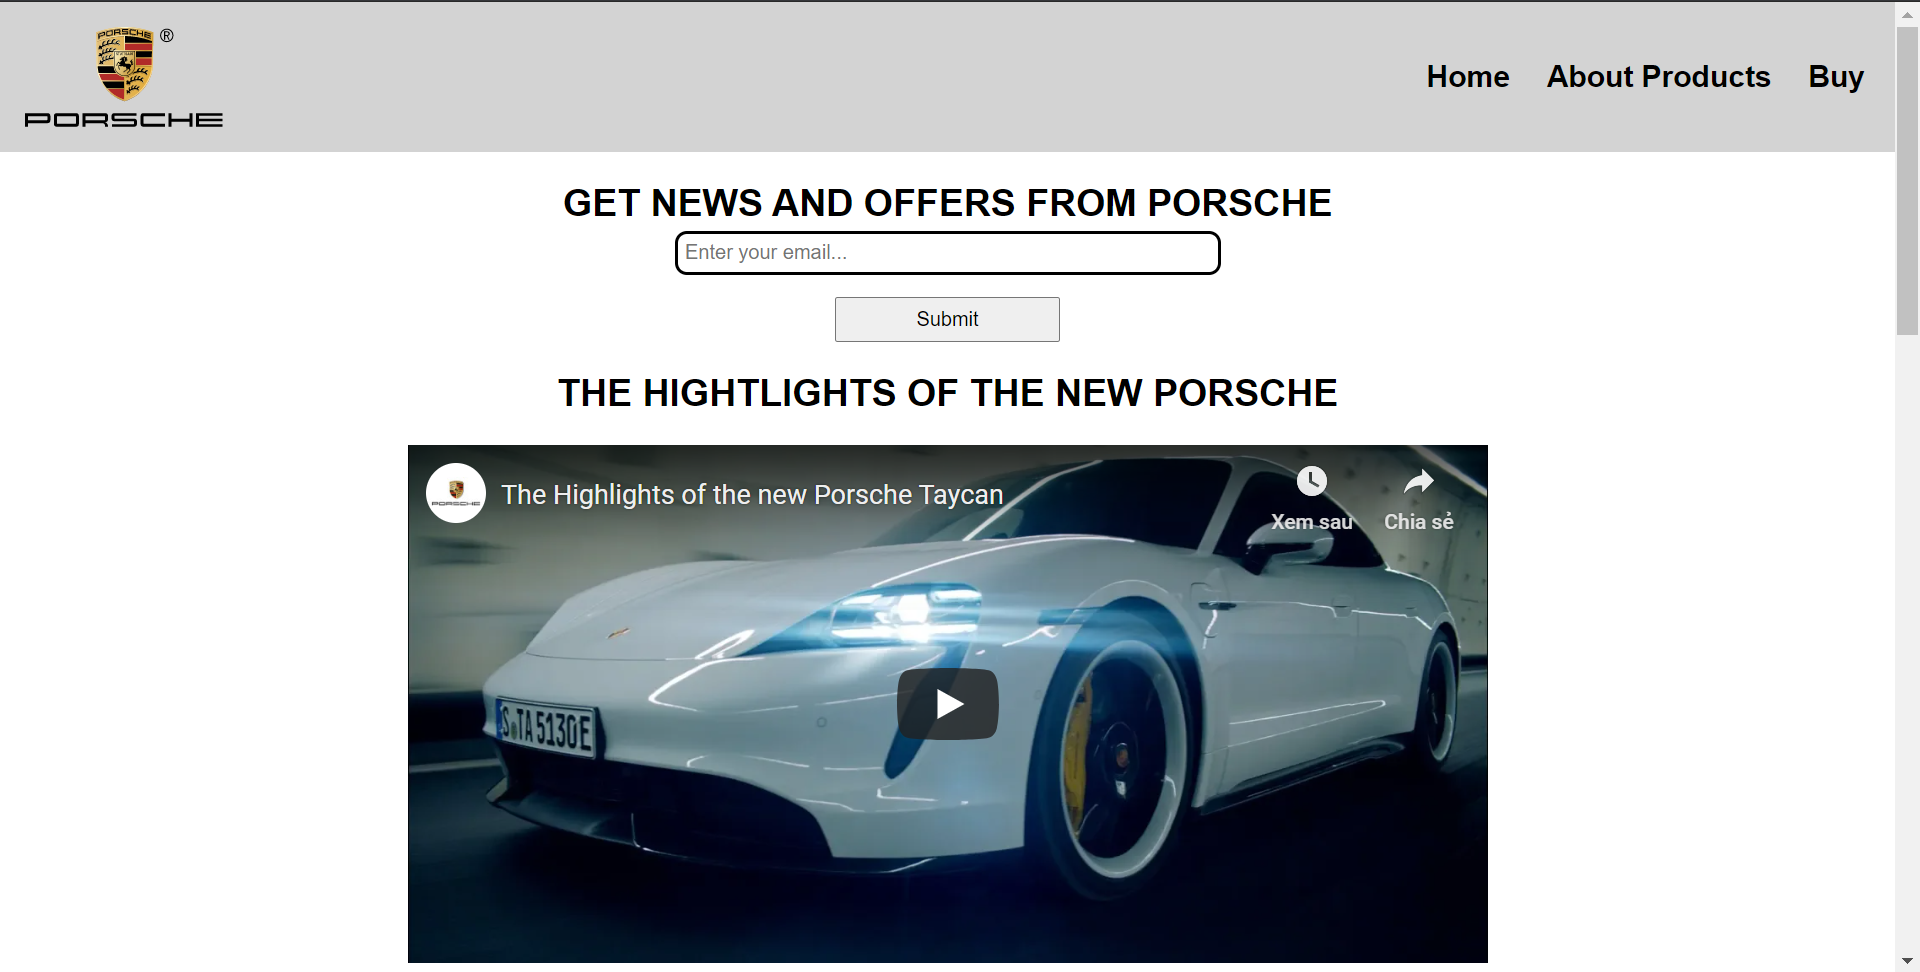 PORSCHE
®
PORSCHE
Home
About Products
Buy
GET NEWS AND OFFERS FROM PORSCHE
Enter your email...
Submit
THE HIGHTLIGHTS OF THE NEW PORSCHE
PORSCHE
The Highlights of the new Porsche Taycan
Xem sau
Chia sẻ
S TA 5130E